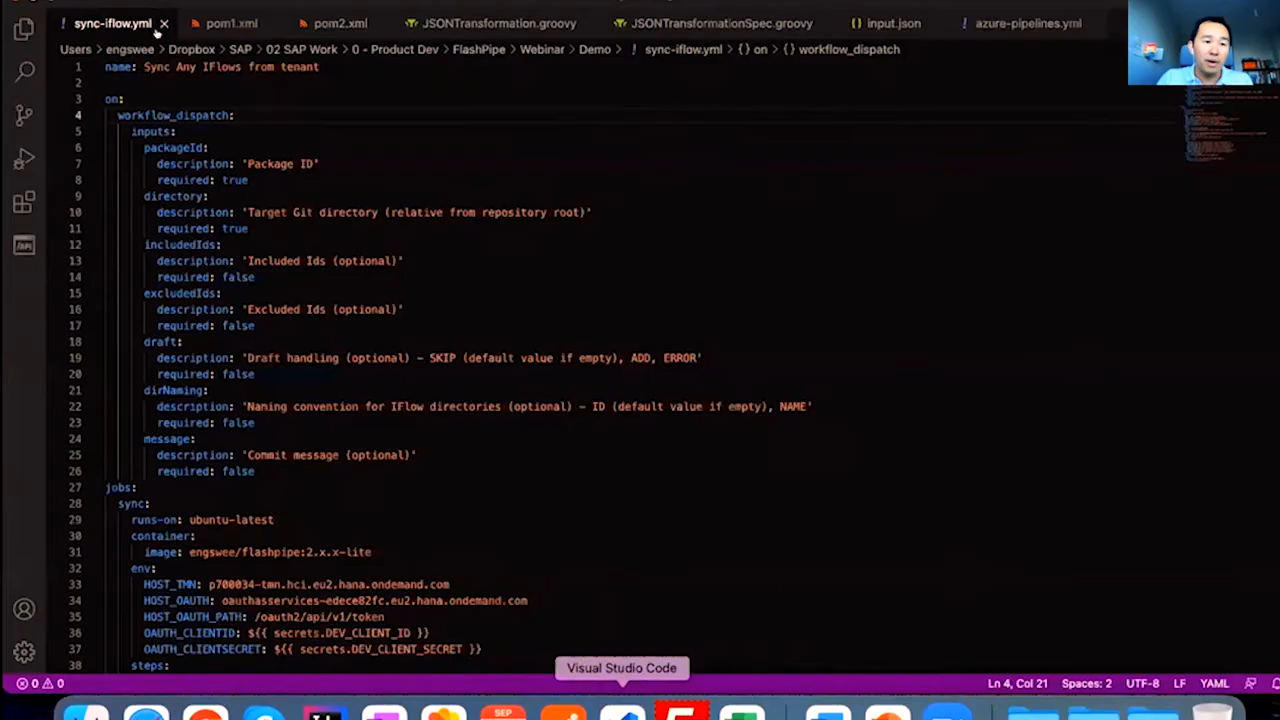 sync-iflow.yml
pom1.xml
pom2.xml
JSONTransformation.groovy
JSONTransformationSpec.groovy
input.json
azure-pipelines.yml
Users > engswee > Dropbox > SAP > 02 SAP Work > 0 - Product Dev > FlashPipe > Webinar > Demo > ! sync-iflow.yml > {} on > {} workflow_dispatch
1 name: Sync Any IFlows from tenant
2
3 on:
4 workflow_dispatch:
5 inputs:
6 packageId:
7 description: 'Package ID'
8 required: true
9 directory:
10 description: 'Target Git directory (relative from repository root)'
11 required: true
12 includedIds:
13 description: 'Included Ids (optional)'
14 required: false
15 excludedIds:
16 description: 'Excluded Ids (optional)'
17 required: false
18 draft:
19 description: 'Draft handling (optional) - SKIP (default value if empty), ADD, ERROR'
20 required: false
21 dirNaming:
22 description: 'Naming convention for IFlow directories (optional) - ID (default value if empty), NAME'
23 required: false
24 message:
25 description: 'Commit message (optional)'
26 required: false
27 jobs:
28 sync:
29 runs-on: ubuntu-latest
30 container:
31 image: engswee/flashpipe:2.x.x-lite
32 env:
33 HOST_TMN: p700034-tmn.hci.eu2.hana.ondemand.com
34 HOST_OAUTH: oauthasservices-edece82fc.eu2.hana.ondemand.com
35 HOST_OAUTH_PATH: /oauth2/api/v1/token
36 OAUTH_CLIENTID: ${{ secrets.DEV_CLIENT_ID }}
37 OAUTH_CLIENTSECRET: ${{ secrets.DEV_CLIENT_SECRET }}
38 steps:
Visual Studio Code
0 0
Ln 4, Col 21
Spaces: 2
UTF-8
LF
YAML
SEP